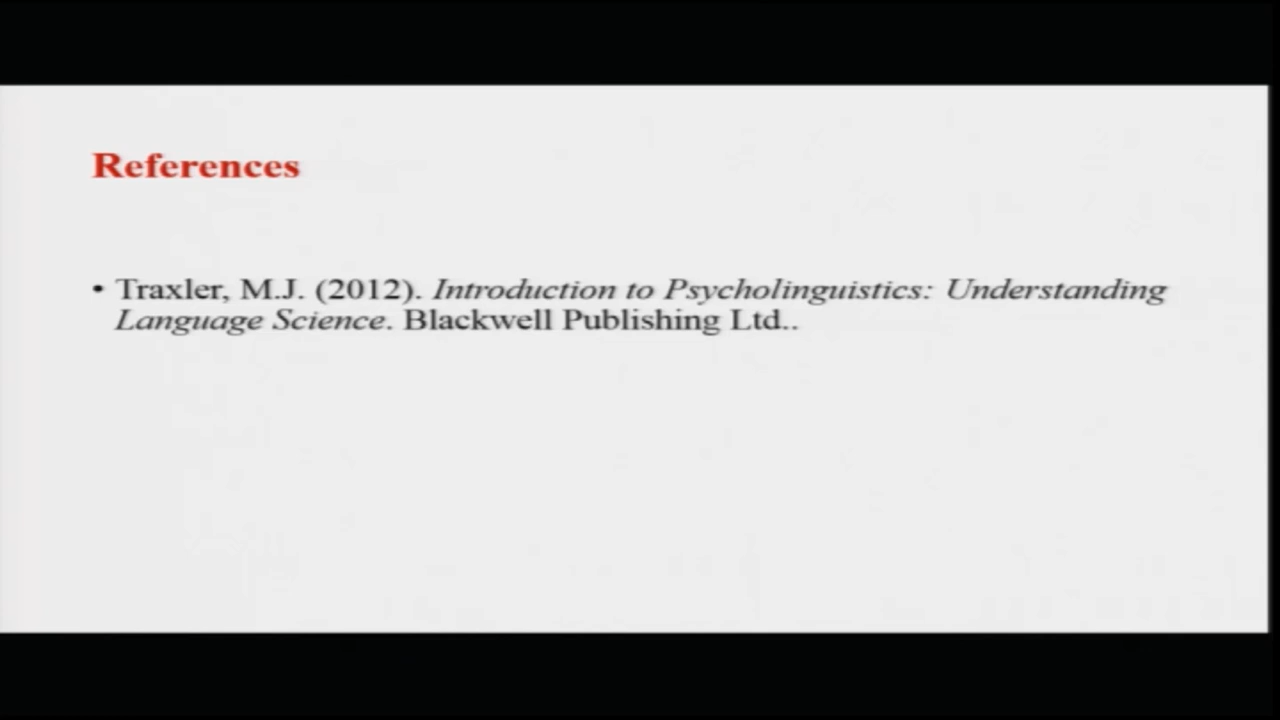 References
• Traxler, M.J. (2012). Introduction to Psycholinguistics: Understanding
Language Science. Blackwell Publishing Ltd..